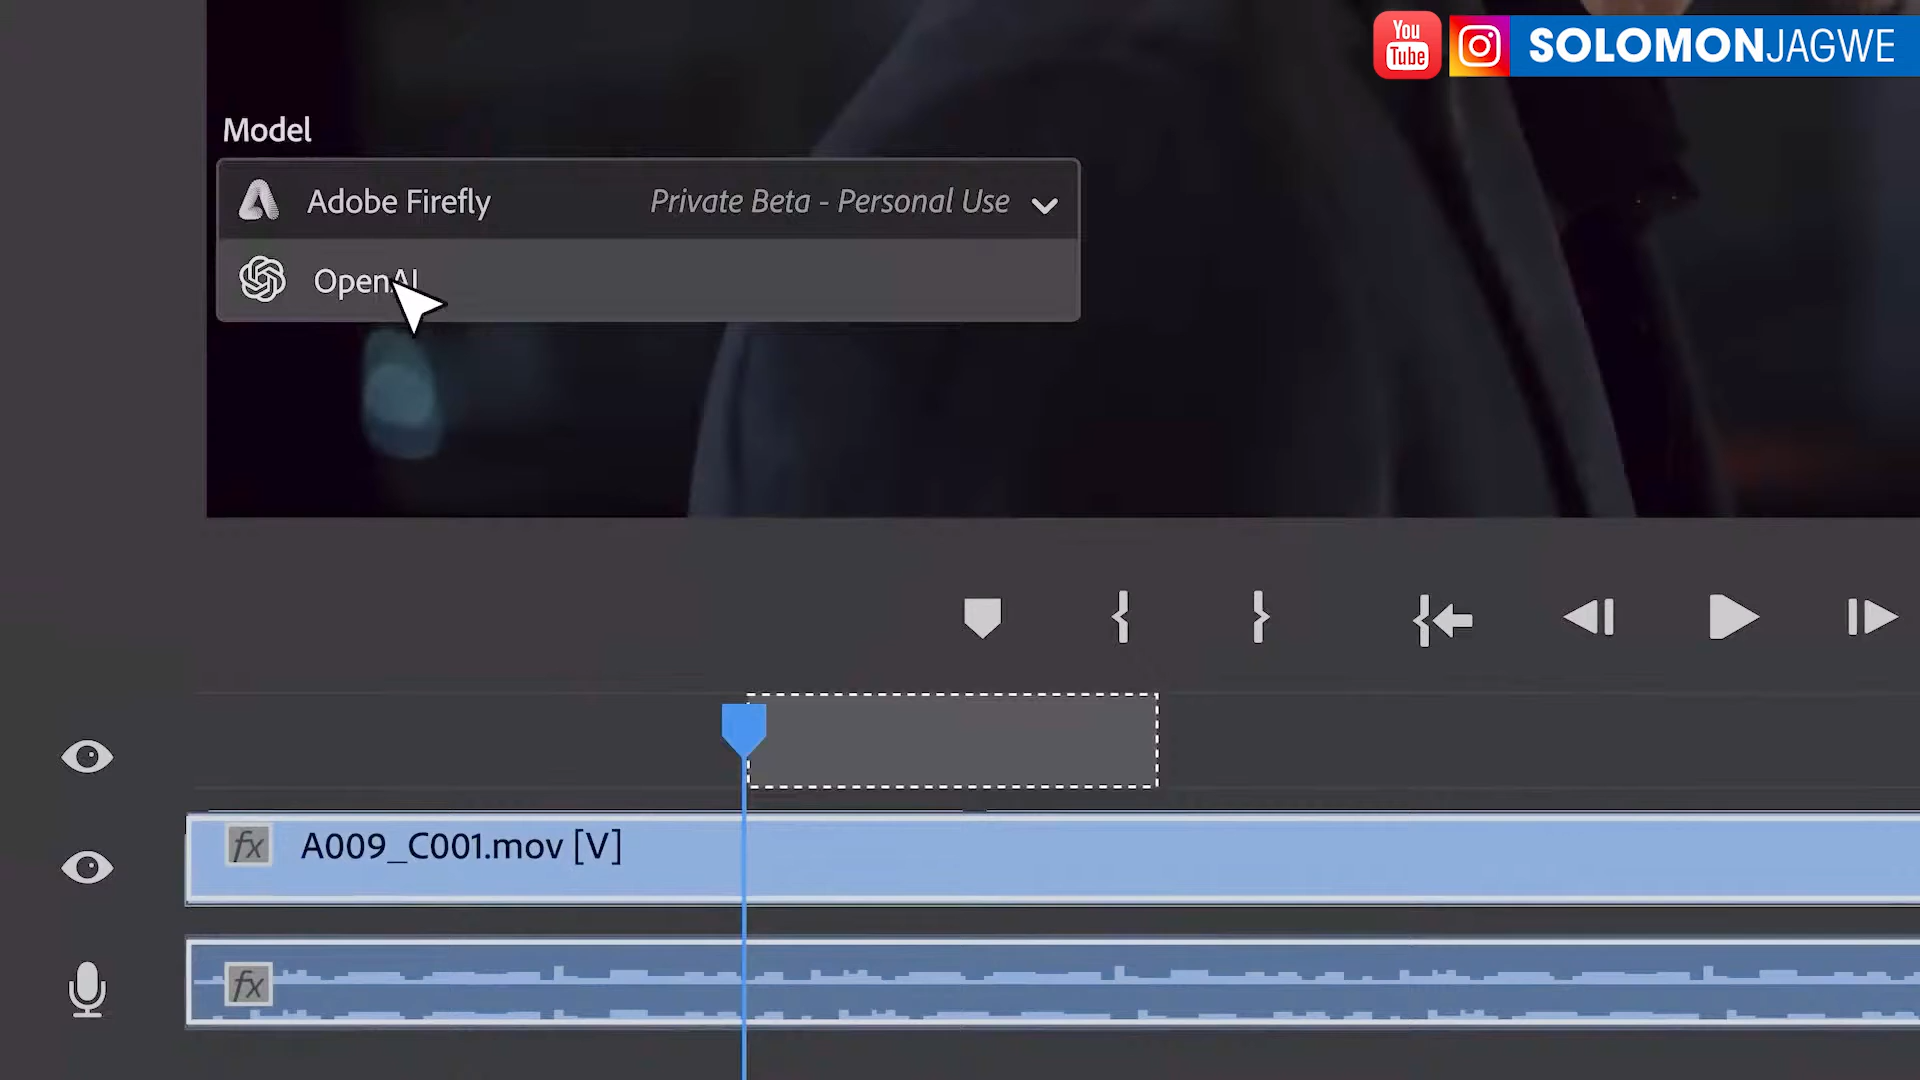 You
Tube
SOLOMONJAGWE
Model
Adobe Firefly Private Beta - Personal Use
OpenAI
fx A009_C001.mov [V]
fx